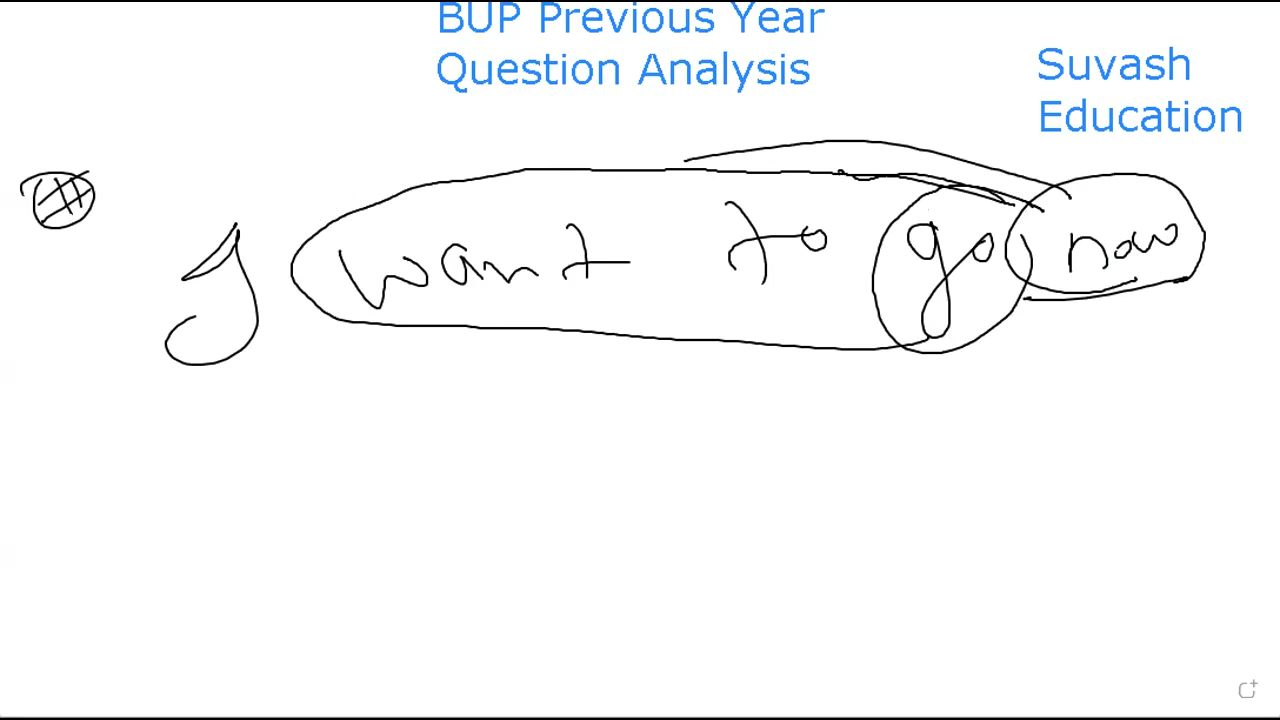 BUP Previous Year
Question Analysis
Suvash
Education
I want to go now